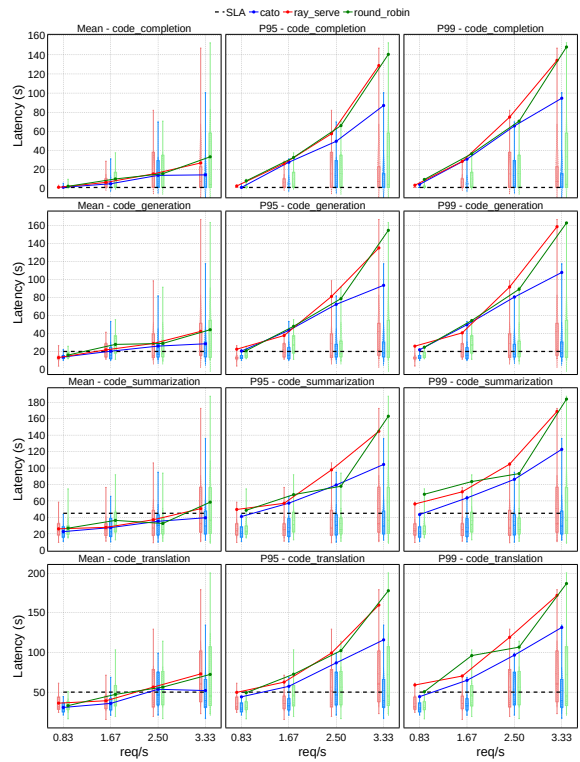 SLA cato ray_serve round_robin
Mean - code_completion P95 - code_completion P99 - code_completion
Latency (s)
160
140
120
100
80
60
40
20
0
Mean - code_generation P95 - code_generation P99 - code_generation
Latency (s)
160
140
120
100
80
60
40
20
0
Mean - code_summarization P95 - code_summarization P99 - code_summarization
Latency (s)
180
160
140
120
100
80
60
40
20
0
Mean - code_translation P95 - code_translation P99 - code_translation
Latency (s)
200
150
100
50
0.83 1.67 2.50 3.33 0.83 1.67 2.50 3.33 0.83 1.67 2.50 3.33
req/s req/s req/s